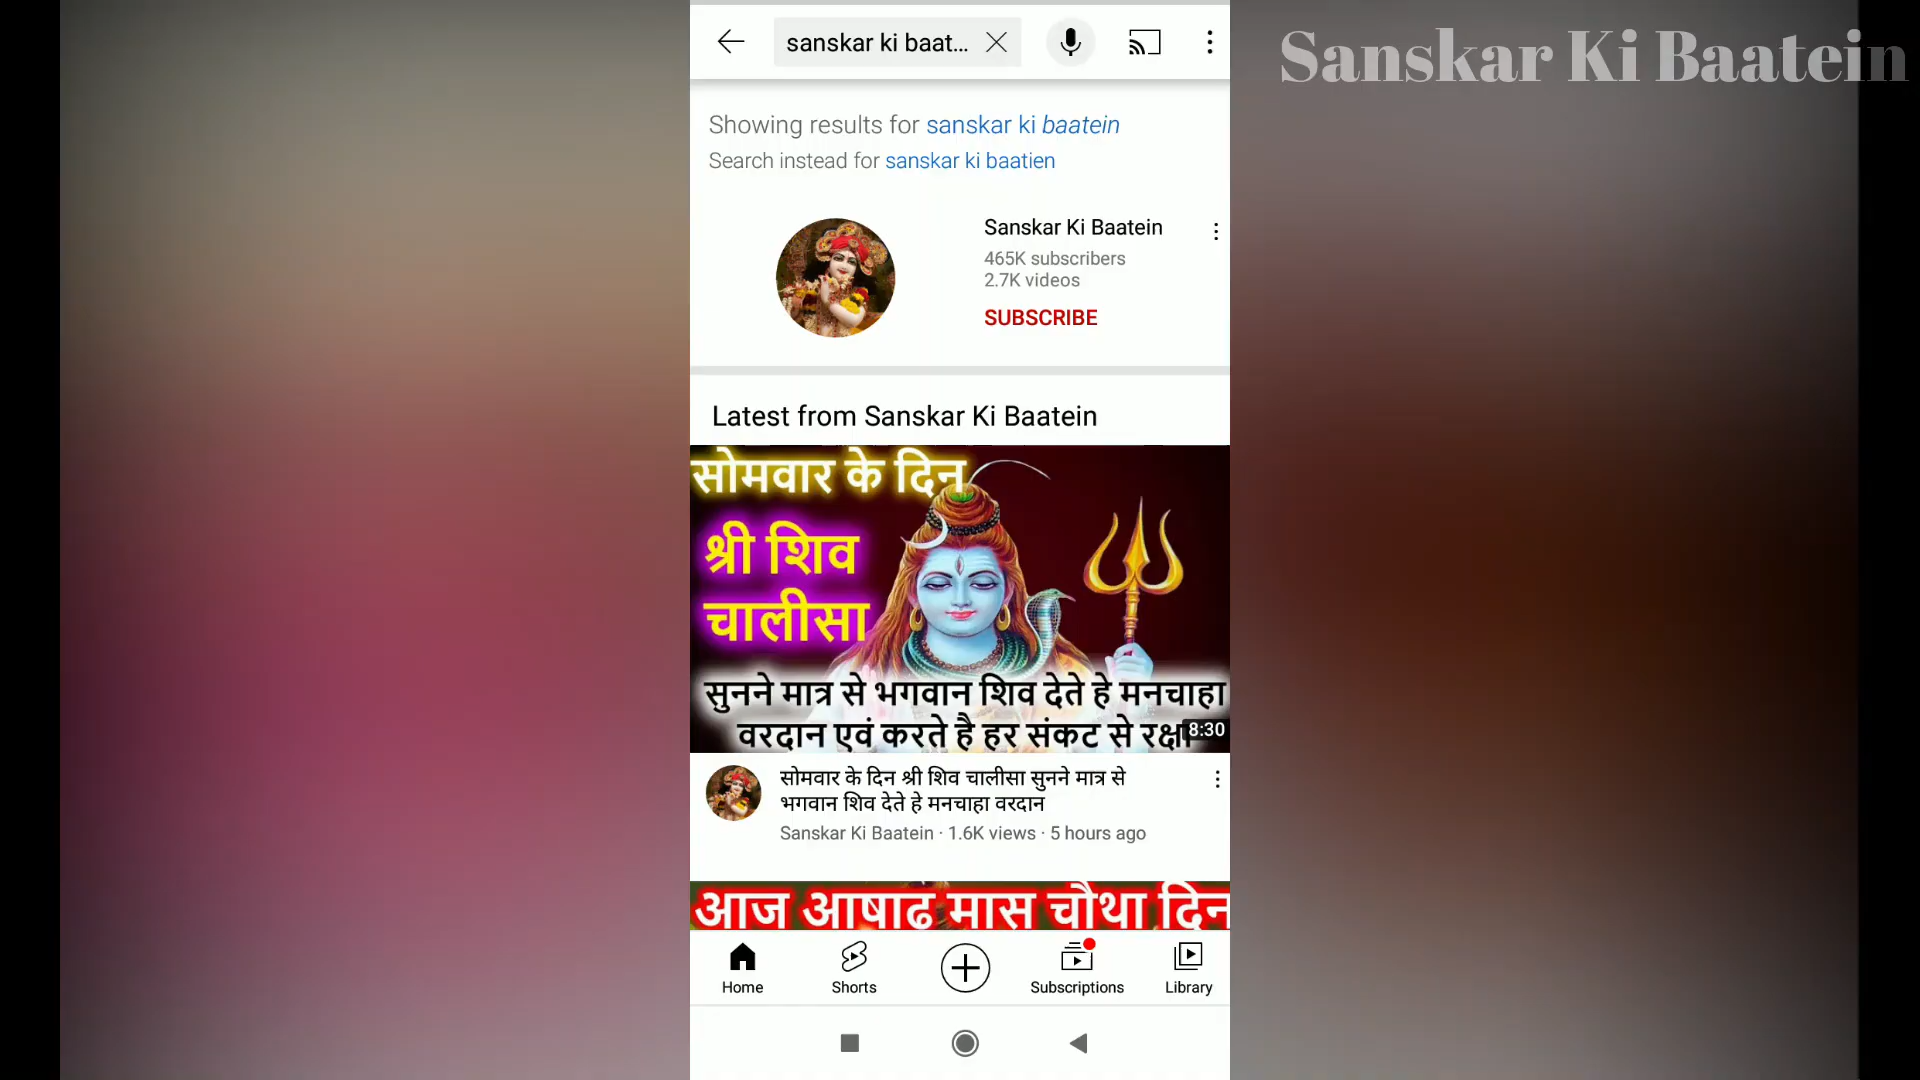 Sanskar Ki Baatein
sanskar ki baat...
Showing results for sanskar ki baatein
Search instead for sanskar ki baatien
Sanskar Ki Baatein
465K subscribers
2.7K videos
SUBSCRIBE
Latest from Sanskar Ki Baatein
सोमवार के दिन
श्री शिव
चालीसा
सुनने मात्र से भगवान शिव देते हे मनचाहा
वरदान एवं करते है हर संकट से रक्षा
8:30
सोमवार के दिन श्री शिव चालीसा सुनने मात्र से
भगवान शिव देते हे मनचाहा वरदान
Sanskar Ki Baatein · 1.6K views · 5 hours ago
आज आषाढ मास चौथा दिन
Home Shorts Subscriptions Library